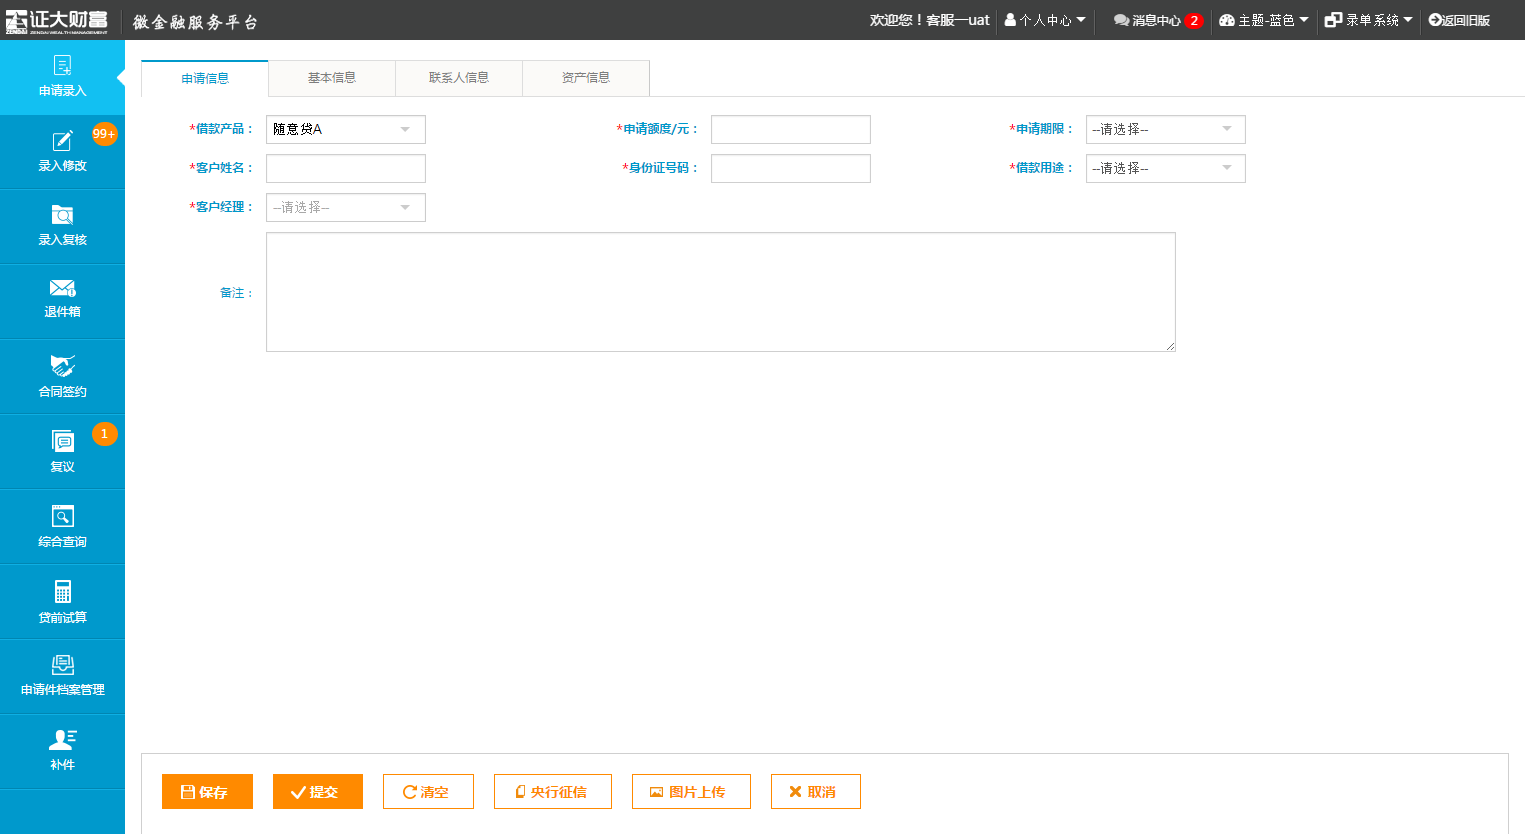 证大财富 微金融服务平台 欢迎您！客服一uat 个人中心 消息中心 2 主题-蓝色 录单系统 返回旧版
ZENDAI ZENDAI WEALTH MANAGEMENT
申请录入
99+
录入修改
录入复核
退件箱
合同签约
1
复议
综合查询
贷前试算
申请件档案管理
补件
申请信息 基本信息 联系人信息 资产信息
*借款产品： 随意贷A *申请额度/元： *申请期限： --请选择--
*客户姓名： *身份证号码： *借款用途： --请选择--
*客户经理： --请选择--
备注：
保存 提交 清空 央行征信 图片上传 取消